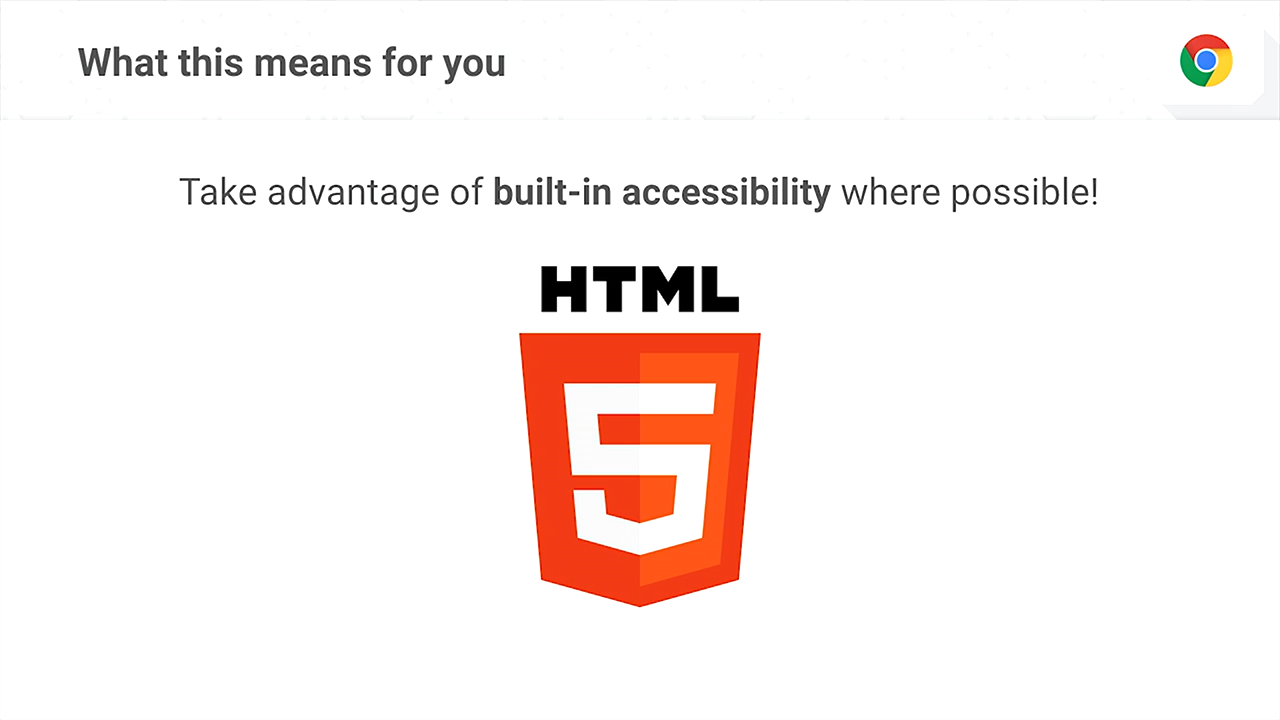 What this means for you
Take advantage of built-in accessibility where possible!
HTML
5